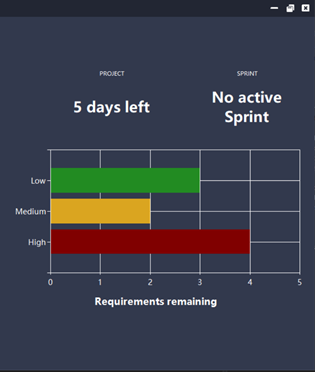 PROJECT
SPRINT
5 days left
No active
Sprint
Low
Medium
High
0 1 2 3 4 5
Requirements remaining